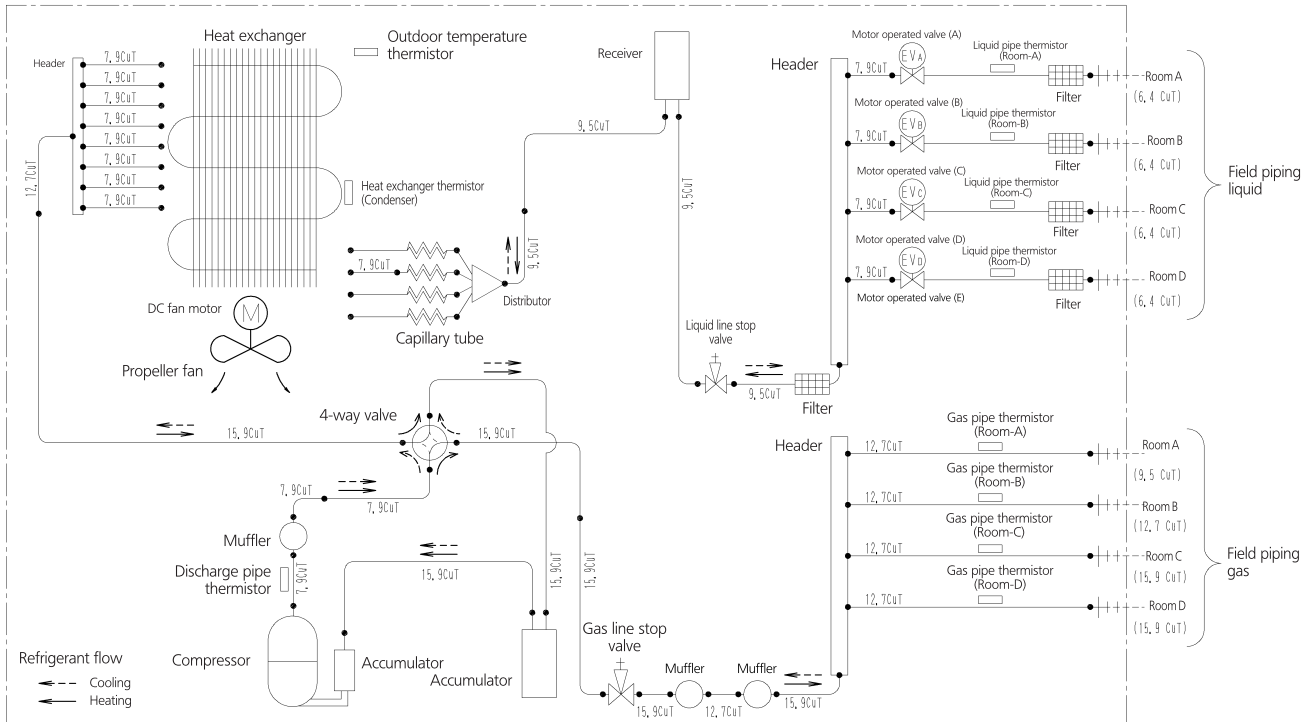 Heat exchanger
Outdoor temperature
thermistor
Header
7.9CuT
7.9CuT
7.9CuT
7.9CuT
7.9CuT
7.9CuT
7.9CuT
7.9CuT
12.7CuT
Heat exchanger thermistor
(Condenser)
DC fan motor
M
Propeller fan
7.9CuT
Capillary tube
Distributor
9.5CuT
9.5CuT
Receiver
9.5CuT
Liquid line stop
valve
9.5CuT
Filter
Header
Motor operated valve (A)
EVA
7.9CuT
Liquid pipe thermistor
(Room-A)
Filter
Room A
(6.4 CuT)
Motor operated valve (B)
EVB
7.9CuT
Liquid pipe thermistor
(Room-B)
Filter
Room B
(6.4 CuT)
Motor operated valve (C)
EVC
7.9CuT
Liquid pipe thermistor
(Room-C)
Filter
Room C
(6.4 CuT)
Motor operated valve (D)
EVD
7.9CuT
Liquid pipe thermistor
(Room-D)
Motor operated valve (E)
Filter
Room D
(6.4 CuT)
Field piping
liquid
4-way valve
15.9CuT
15.9CuT
7.9CuT
7.9CuT
Muffler
Discharge pipe
thermistor
7.9CuT
Compressor
Accumulator
15.9CuT
Accumulator
15.9CuT
15.9CuT
Gas line stop
valve
Muffler
Muffler
15.9CuT
12.7CuT
15.9CuT
Header
Gas pipe thermistor
(Room-A)
12.7CuT
Room A
(9.5 CuT)
Gas pipe thermistor
(Room-B)
12.7CuT
Room B
(12.7 CuT)
Gas pipe thermistor
(Room-C)
12.7CuT
Room C
(15.9 CuT)
Gas pipe thermistor
(Room-D)
12.7CuT
Room D
(15.9 CuT)
Field piping
gas
Refrigerant flow
Cooling
Heating